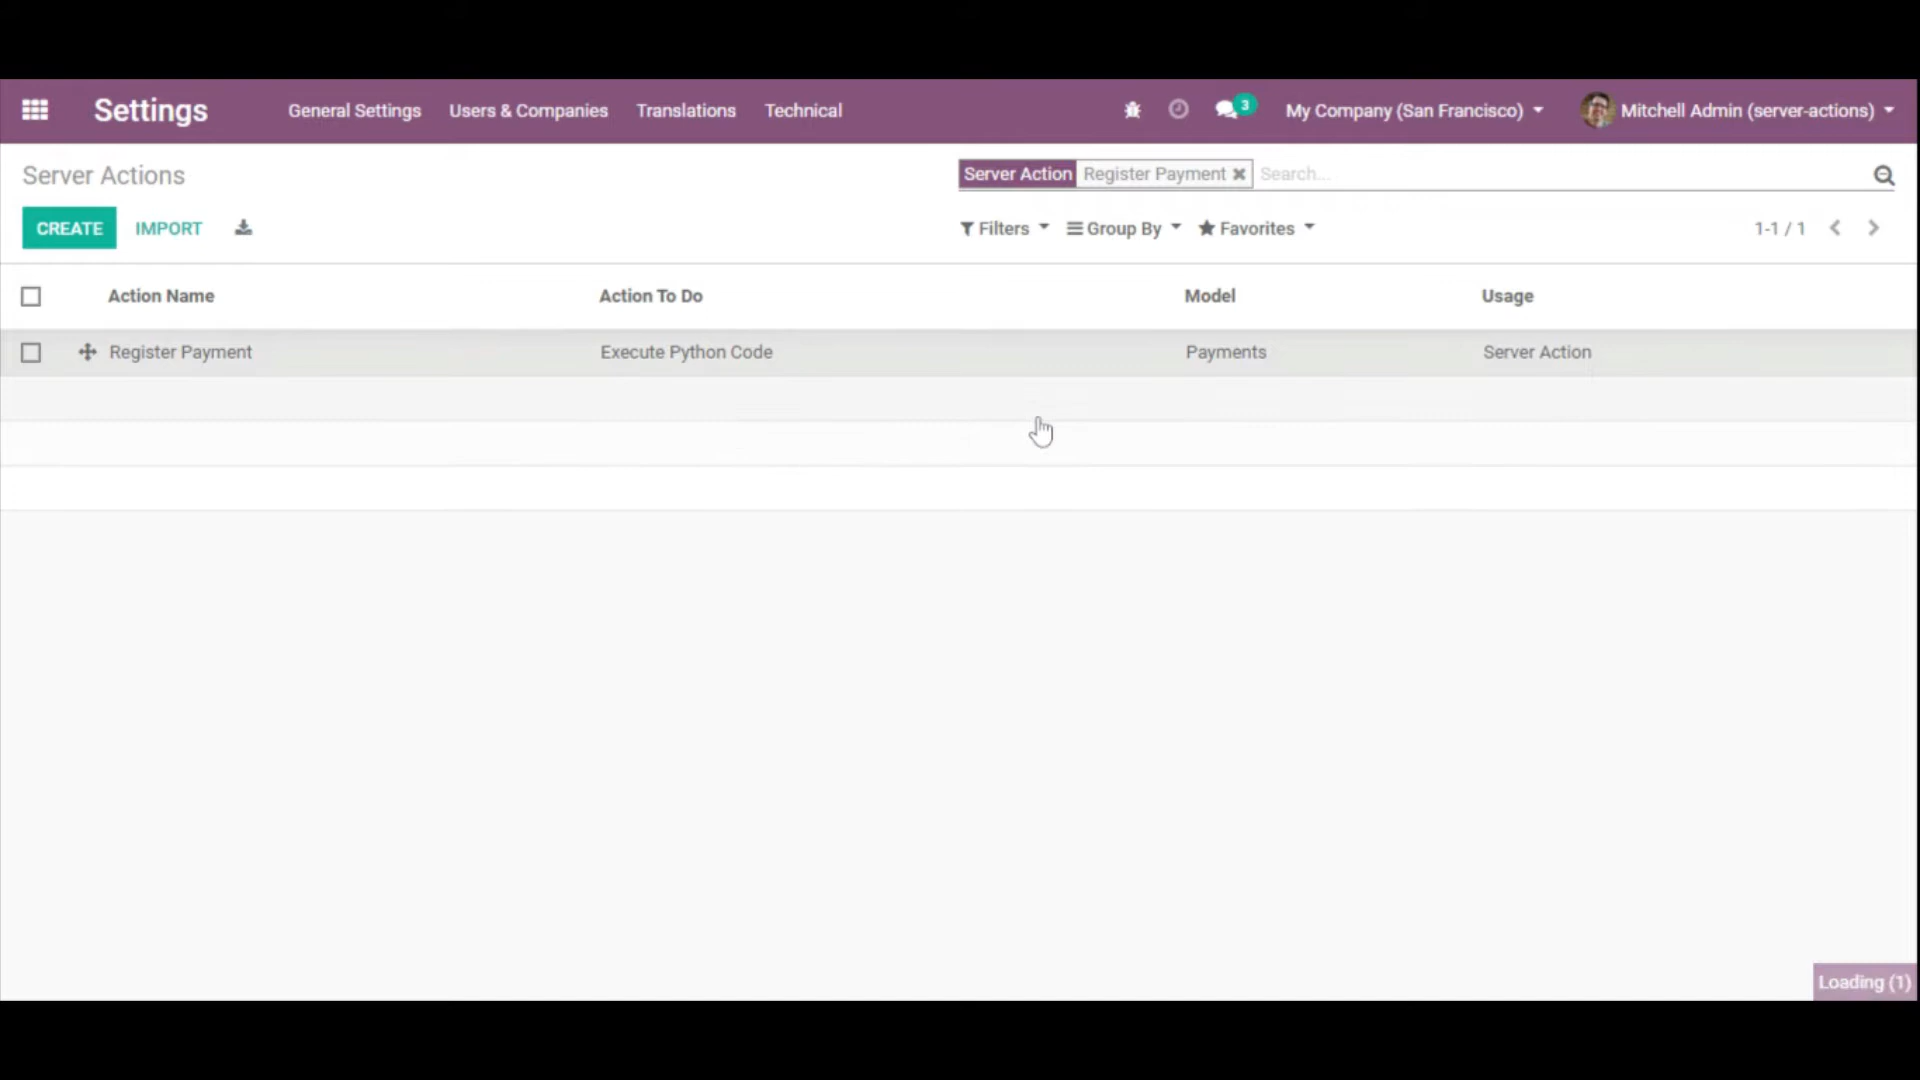 Settings General Settings Users & Companies Translations Technical 3 My Company (San Francisco) Mitchell Admin (server-actions)
Server Actions Server Action Register Payment Search...
CREATE IMPORT Filters Group By Favorites 1-1 / 1
Action Name Action To Do Model Usage
Register Payment Execute Python Code Payments Server Action
Loading (1)